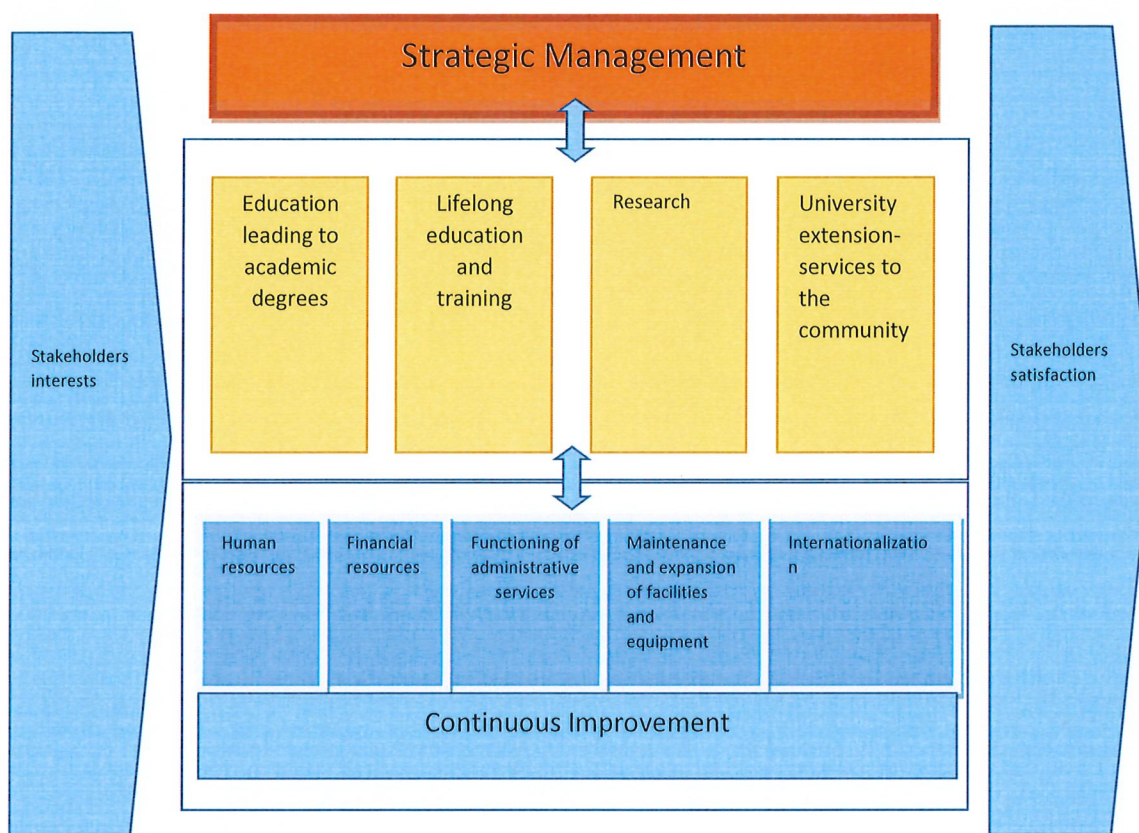 Strategic Management
Education
leading to
academic
degrees
Lifelong
education
and
training
Research
University
extension-
services to
the
community
Stakeholders
interests
Stakeholders
satisfaction
Human
resources
Financial
resources
Functioning of
administrative
services
Maintenance
and expansion
of facilities
and
equipment
Internationalizatio
n
Continuous Improvement